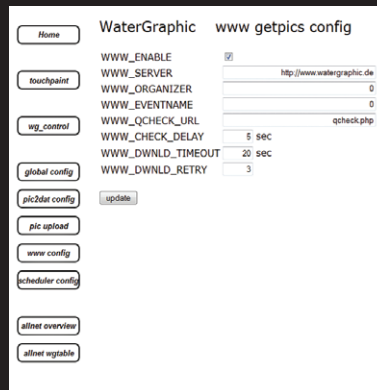 Home
touchpaint
wg_control
global config
pic2dat config
pic upload
www config
scheduler config
allnet overview
allnet wgtable
WaterGraphic www getpics config
WWW_ENABLE
WWW_SERVER http://www.watergraphic.de
WWW_ORGANIZER 0
WWW_EVENTNAME 0
WWW_QCHECK_URL qcheck.php
WWW_CHECK_DELAY 5 sec
WWW_DWNLD_TIMEOUT 20 sec
WWW_DWNLD_RETRY 3
update